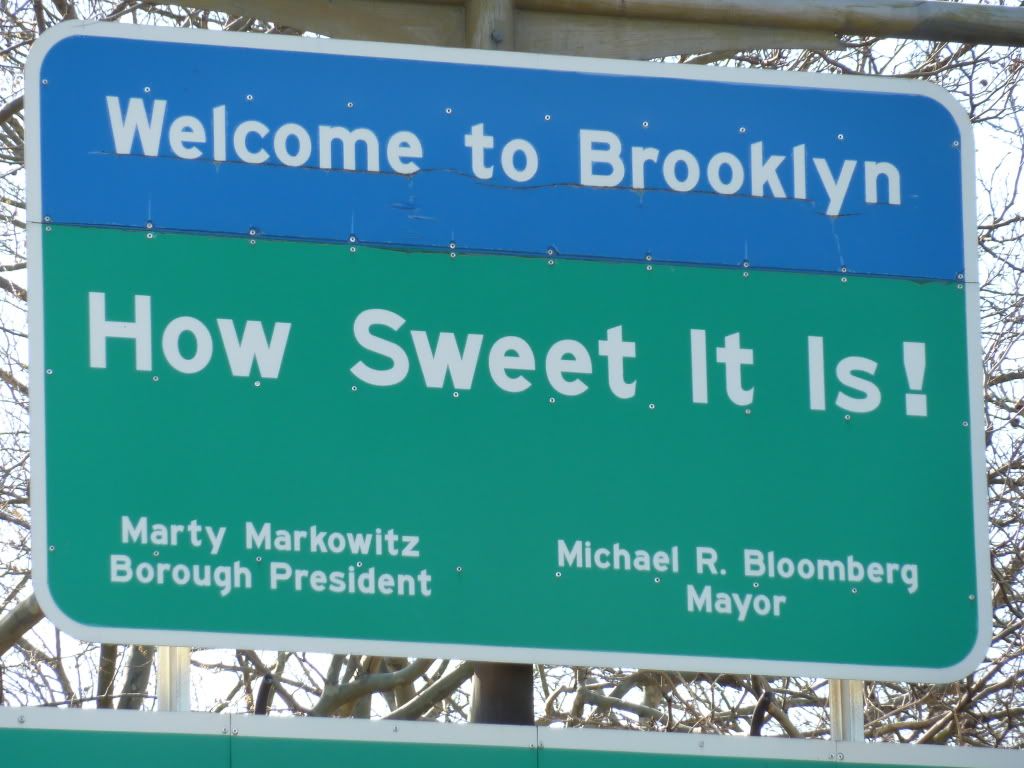 Welcome to Brooklyn
How Sweet It Is!
Marty Markowitz
Borough President
Michael R. Bloomberg
Mayor